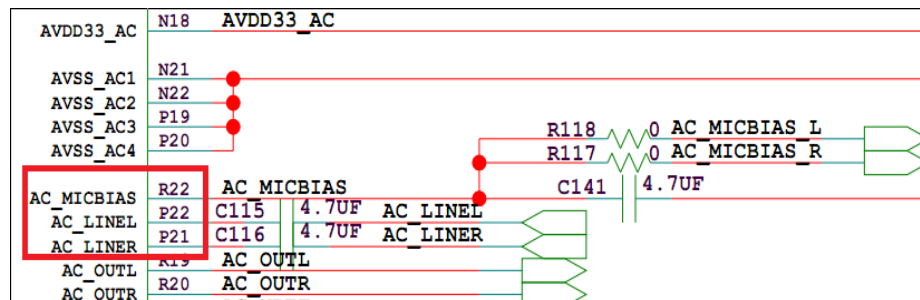 AVDD33_AC N18 AVDD33_AC
AVSS_AC1 N21
AVSS_AC2 N22
AVSS_AC3 P19
AVSS_AC4 P20
R118 0 AC_MICBIAS_L
R117 0 AC_MICBIAS_R
AC_MICBIAS R22 AC_MICBIAS C141 4.7UF
AC_LINEL P22 C115 4.7UF AC_LINEL
AC_LINER P21 C116 4.7UF AC_LINER
AC_OUTL R19 AC_OUTL
AC_OUTR R20 AC_OUTR